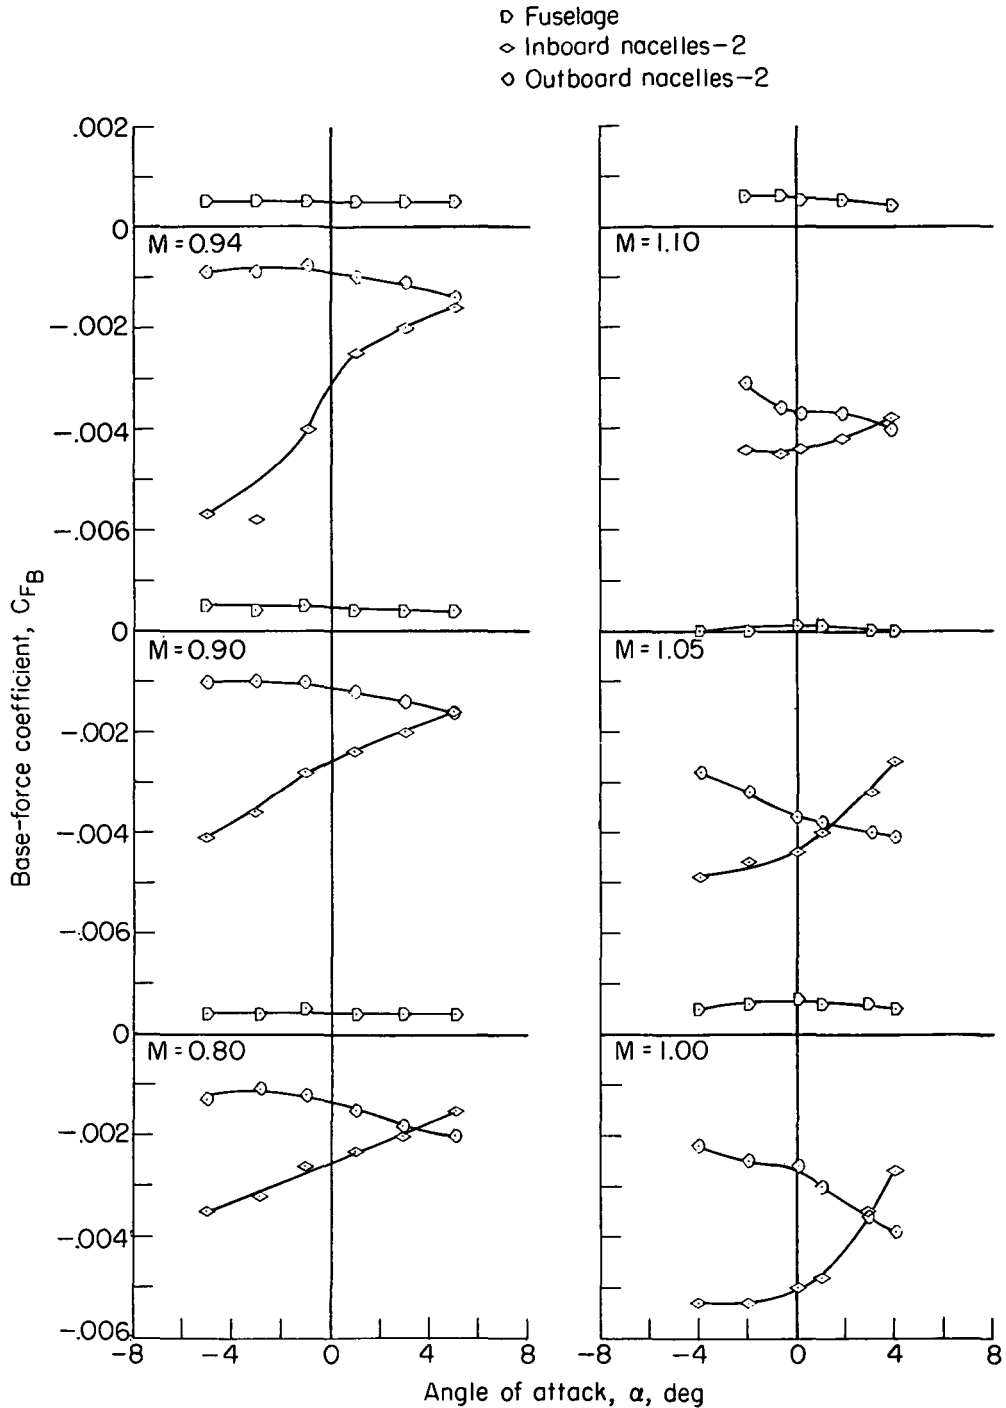 Fuselage
Inboard nacelles-2
Outboard nacelles-2
.002
0
M = 0.94
M = 1.10
-.002
-.004
-.006
0
M = 0.90
M = 1.05
-.002
-.004
-.006
0
M = 0.80
M = 1.00
-.002
-.004
-.006
-8 -4 0 4 8 -8 -4 0 4 8
Base-force coefficient, CFB
Angle of attack, α, deg